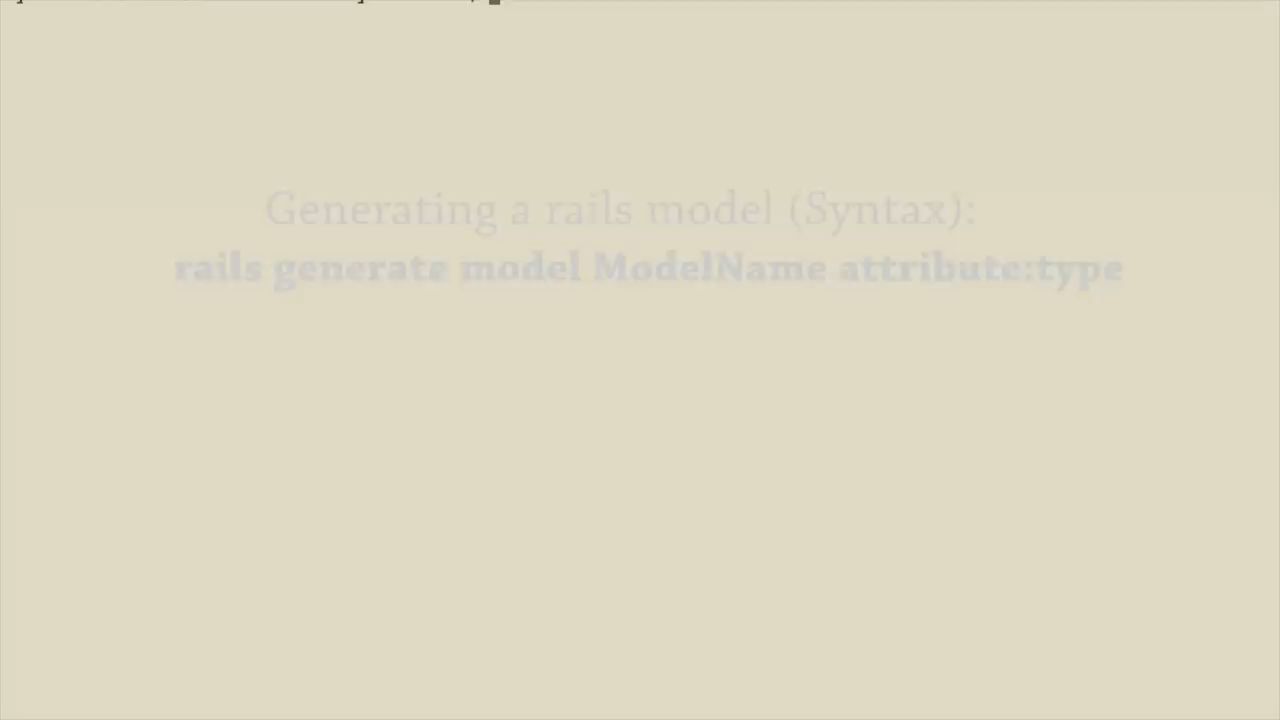 Generating a rails model (Syntax):
rails generate model ModelName attribute:type